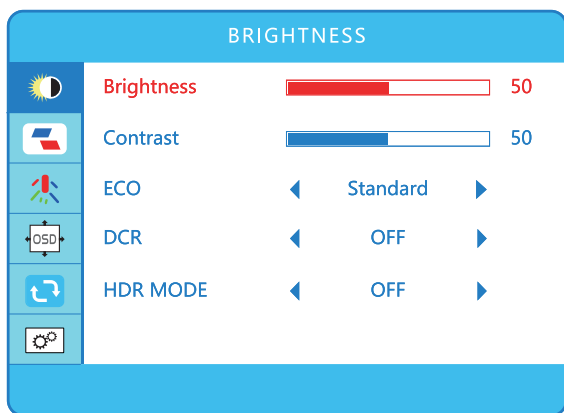 BRIGHTNESS
Brightness 50
Contrast 50
ECO Standard
DCR OFF
OSD
HDR MODE OFF